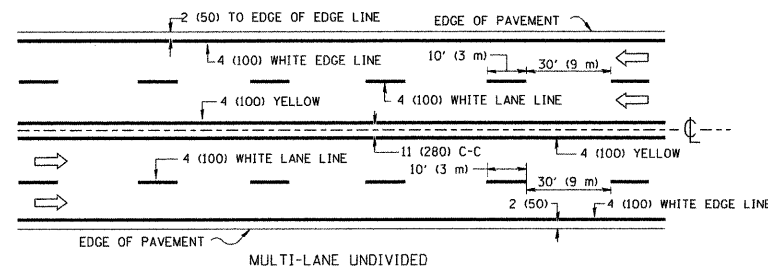 2 (50) TO EDGE OF EDGE LINE
EDGE OF PAVEMENT
4 (100) WHITE EDGE LINE
10' (3 m)
30' (9 m)
4 (100) YELLOW
4 (100) WHITE LANE LINE
4 (100) WHITE LANE LINE
11 (280) C-C
4 (100) YELLOW
10' (3 m)
30' (9 m)
2 (50)
4 (100) WHITE EDGE LINE
EDGE OF PAVEMENT
MULTI-LANE UNDIVIDED